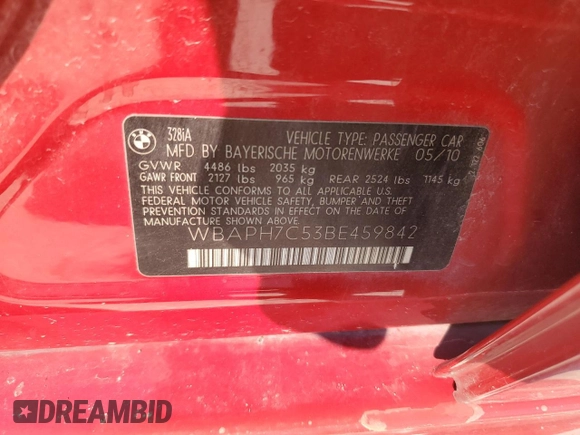 BMW
328iA
VEHICLE TYPE: PASSENGER CAR
MFD BY BAYERISCHE MOTORENWERKE 05/10
GVWR 4486 lbs 2035 kg
GAWR FRONT 2127 lbs 965 kg REAR 2524 lbs 1145 kg
THIS VEHICLE CONFORMS TO ALL APPLICABLE U.S.
FEDERAL MOTOR VEHICLE SAFETY, BUMPER AND THEFT
PREVENTION STANDARDS IN EFFECT ON THE DATE OF
MANUFACTURE SHOWN ABOVE.
WBAPH7C53BE459842
DREAMBID